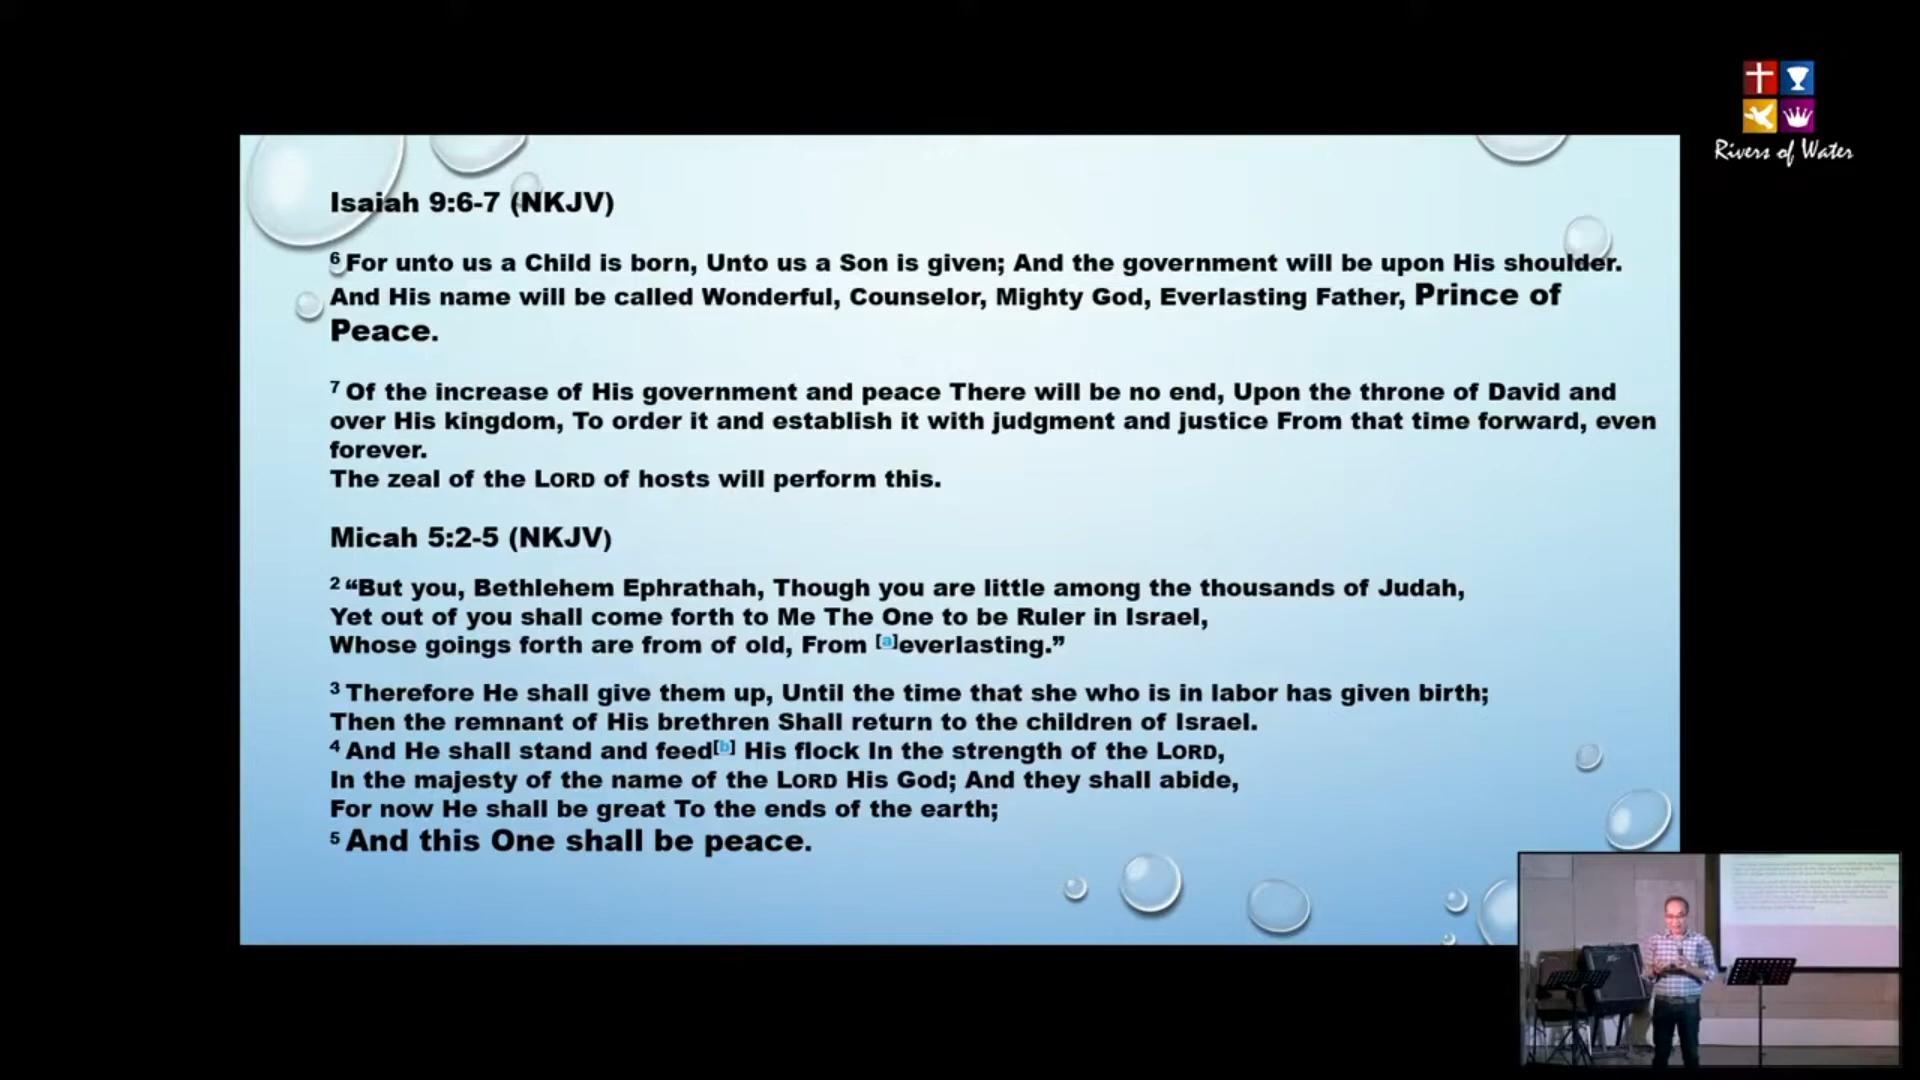 Rivers of Water
Isaiah 9:6-7 (NKJV)
6 For unto us a Child is born, Unto us a Son is given; And the government will be upon His shoulder.
And His name will be called Wonderful, Counselor, Mighty God, Everlasting Father, Prince of
Peace.
7 Of the increase of His government and peace There will be no end, Upon the throne of David and
over His kingdom, To order it and establish it with judgment and justice From that time forward, even
forever.
The zeal of the LORD of hosts will perform this.
Micah 5:2-5 (NKJV)
2 “But you, Bethlehem Ephrathah, Though you are little among the thousands of Judah,
Yet out of you shall come forth to Me The One to be Ruler in Israel,
Whose goings forth are from of old, From [a]everlasting.”
3 Therefore He shall give them up, Until the time that she who is in labor has given birth;
Then the remnant of His brethren Shall return to the children of Israel.
4 And He shall stand and feed[b] His flock In the strength of the LORD,
In the majesty of the name of the LORD His God; And they shall abide,
For now He shall be great To the ends of the earth;
5 And this One shall be peace.